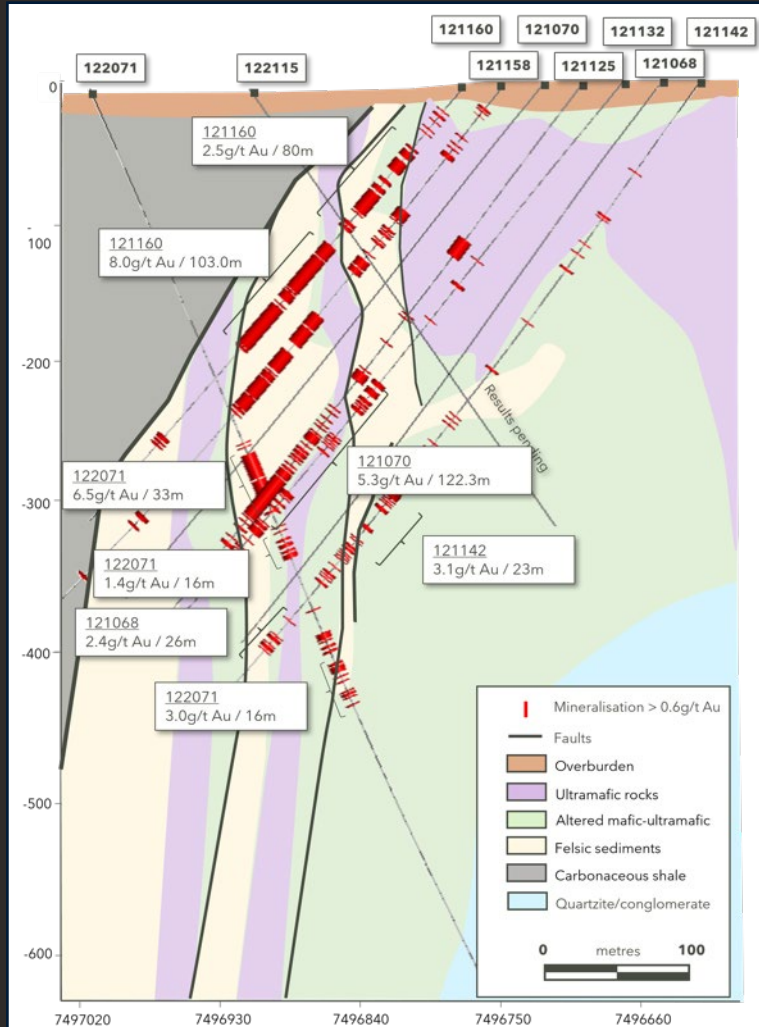 121160
121070
121132
121142
122071
122115
121158
121125
121068
0
121160
2.5g/t Au / 80m
-
100
121160
8.0g/t Au / 103.0m
-200
Results pending
122071
6.5g/t Au / 33m
121070
5.3g/t Au / 122.3m
-300
122071
1.4g/t Au / 16m
121142
3.1g/t Au / 23m
121068
2.4g/t Au / 26m
-400
122071
3.0g/t Au / 16m
Mineralisation > 0.6g/t Au
Faults
Overburden
Ultramafic rocks
Altered mafic-ultramafic
Felsic sediments
Carbonaceous shale
Quartzite/conglomerate
0 metres 100
-500
-600
7497020 7496930 7496840 7496750 7496660